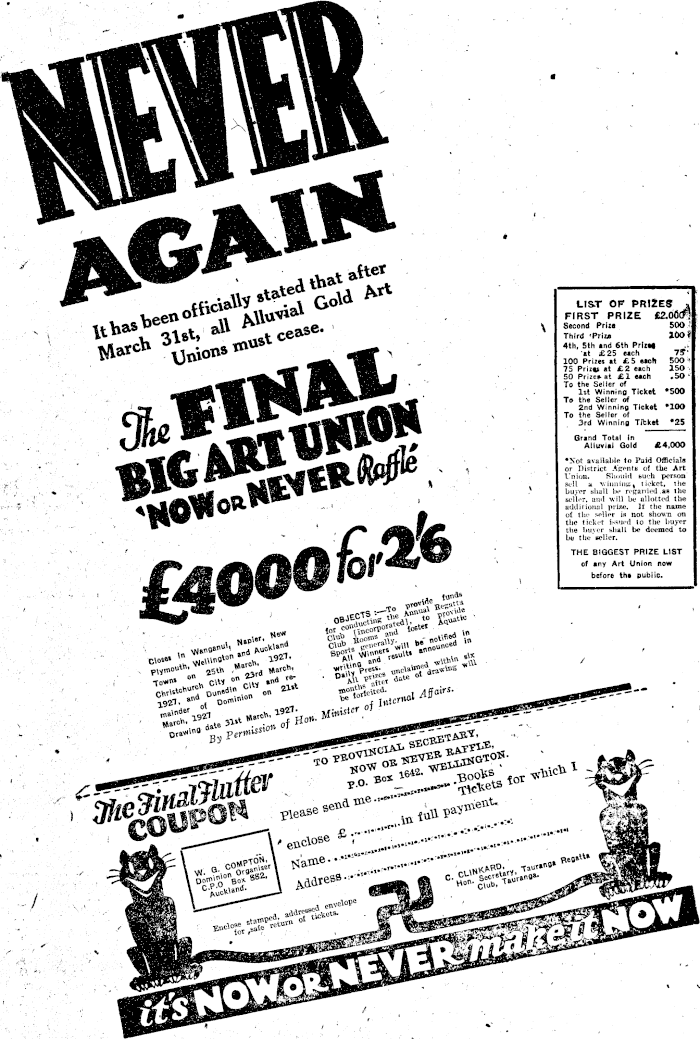 NEVER
AGAIN
It has been officially stated that after
March 31st, all Alluvial Gold Art
Unions must cease.
The FINAL
BIG ART UNION
'NOW OR NEVER Raffle
£4000 for 2'6
Closes in Wanganui, Napier, New
Plymouth, Wellington and Auckland
Towns on 25th March, 1927,
Christchurch City on 23rd March,
1927, and Dunedin City and re-
mainder of Dominion on 21st
March, 1927
Drawing date 31st March, 1927.
OBJECTS :—To provide funds
for conducting the Annual Regatta
Club [incorporated], to provide
Club Rooms and foster Aquatic
Sports generally.
All Winners will be notified in
writing and results announced in
Daily Press.
All prizes unclaimed within six
months after date of drawing will
be forfeited.
By Permission of Hon. Minister of Internal Affairs.
LIST OF PRIZES
FIRST PRIZE £2,000
Second Prize 500
Third Prize 200
4th, 5th and 6th Prizes
at £25 each 75
100 Prizes at £5 each 500
75 Prizes at £2 each 150
50 Prizes at £1 each 50
To the Seller of
1st Winning Ticket *500
To the Seller of
2nd Winning Ticket *100
To the Seller of
3rd Winning Ticket *25
Grand Total in
Alluvial Gold £4,000
*Not available to Paid Officials
or District Agents of the Art
Union. Should such person
sell a winning ticket, the
buyer shall be regarded as the
seller, and will be allotted the
additional prize. If the name
of the seller is not shown on
the ticket issued to the buyer
the buyer shall be deemed to
be the seller.
THE BIGGEST PRIZE LIST
of any Art Union now
before the public.
The Final Flutter
COUPON
TO PROVINCIAL SECRETARY,
NOW OR NEVER RAFFLE,
P.O. Box 1642, WELLINGTON.
Please send me ........ Books
Tickets for which I
enclose £ ........ in full payment.
Name ........
Address ........
W. G. COMPTON,
Dominion Organiser
C.P.O Box 882,
Auckland.
Enclose stamped, addressed envelope
for safe return of tickets.
C. CLINKARD,
Hon. Secretary, Tauranga Regatta
Club, Tauranga.
it's NOW OR NEVER make it NOW